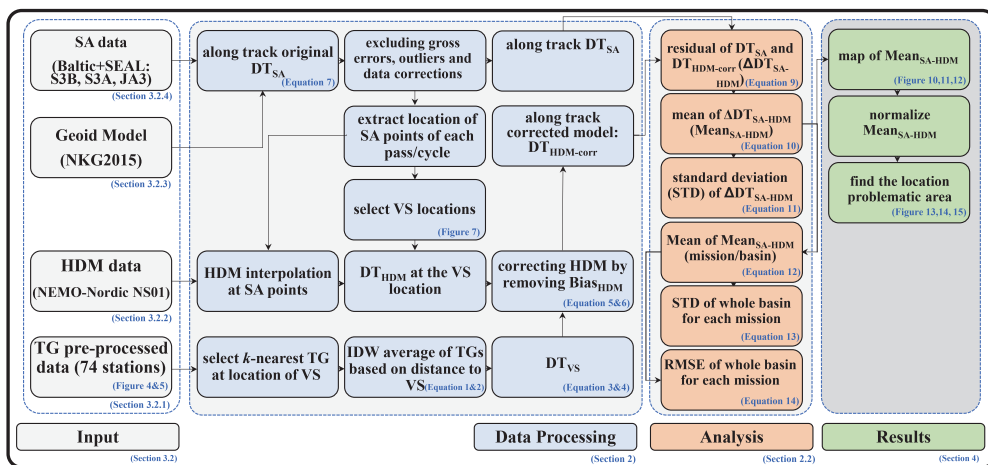 SA data
(Baltic+SEAL:
S3B, S3A, JA3)
(Section 3.2.4)
Geoid Model
(NKG2015)
(Section 3.2.3)
HDM data
(NEMO-Nordic NS01)
(Section 3.2.2)
TG pre-processed
data (74 stations)
(Figure 4&5)
(Section 3.2.1)
Input
(Section 3.2)
along track original
DTSA
(Equation 7)
excluding gross
errors, outliers and
data corrections
along track DTSA
extract location of
SA points of each
pass/cycle
along track
corrected model:
DTHDM-corr
select VS locations
(Figure 7)
HDM interpolation
at SA points
DTHDM at the VS
location
correcting HDM by
removing BiasHDM
(Equation 5&6)
select k-nearest TG
at location of VS
IDW average of TGs
based on distance to
VS(Equation 1&2)
DTVS
(Equation 3&4)
Data Processing
(Section 2)
residual of DTSA and
DTHDM-corr (ΔDTSA-
HDM)
(Equation 9)
mean of ΔDTSA-HDM
(MeanSA-HDM)
(Equation 10)
standard deviation
(STD) of ΔDTSA-HDM
(Equation 11)
Mean of MeanSA-HDM
(mission/basin)
(Equation 12)
STD of whole basin
for each mission
(Equation 13)
RMSE of whole basin
for each mission
(Equation 14)
Analysis
(Section 2.2)
map of MeanSA-HDM
(Figure 10,11,12)
normalize
MeanSA-HDM
find the location
problematic area
(Figure 13,14, 15)
Results
(Section 4)